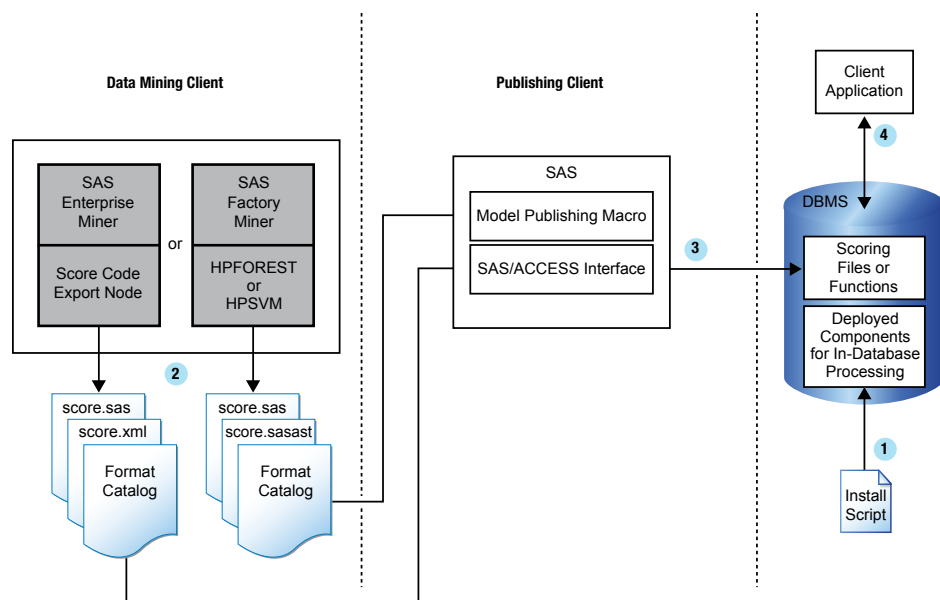 Data Mining Client
Publishing Client
Client
Application
4
SAS
Enterprise
Miner
Score Code
Export Node
or
SAS
Factory
Miner
HPFOREST
or
HPSVM
SAS
Model Publishing Macro
SAS/ACCESS Interface
3
DBMS
Scoring
Files or
Functions
Deployed
Components
for In-Database
Processing
2
score.sas
score.xml
Format
Catalog
score.sas
score.sasast
Format
Catalog
1
Install
Script